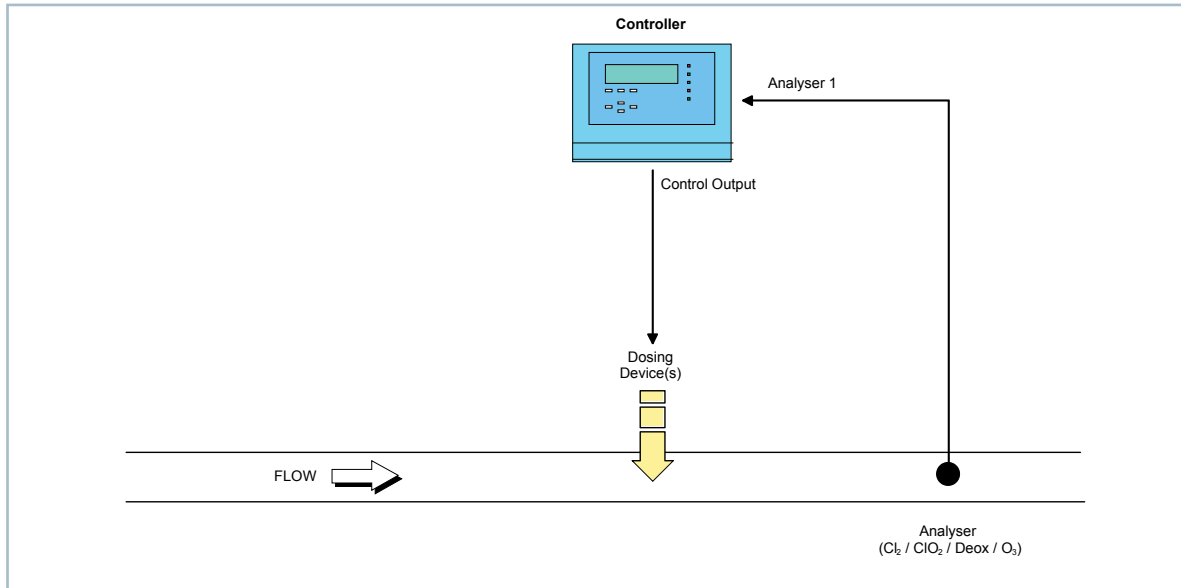 Controller
Analyser 1
Control Output
Dosing
Device(s)
FLOW
Analyser
(Cl₂ / ClO₂ / Deox / O₃)